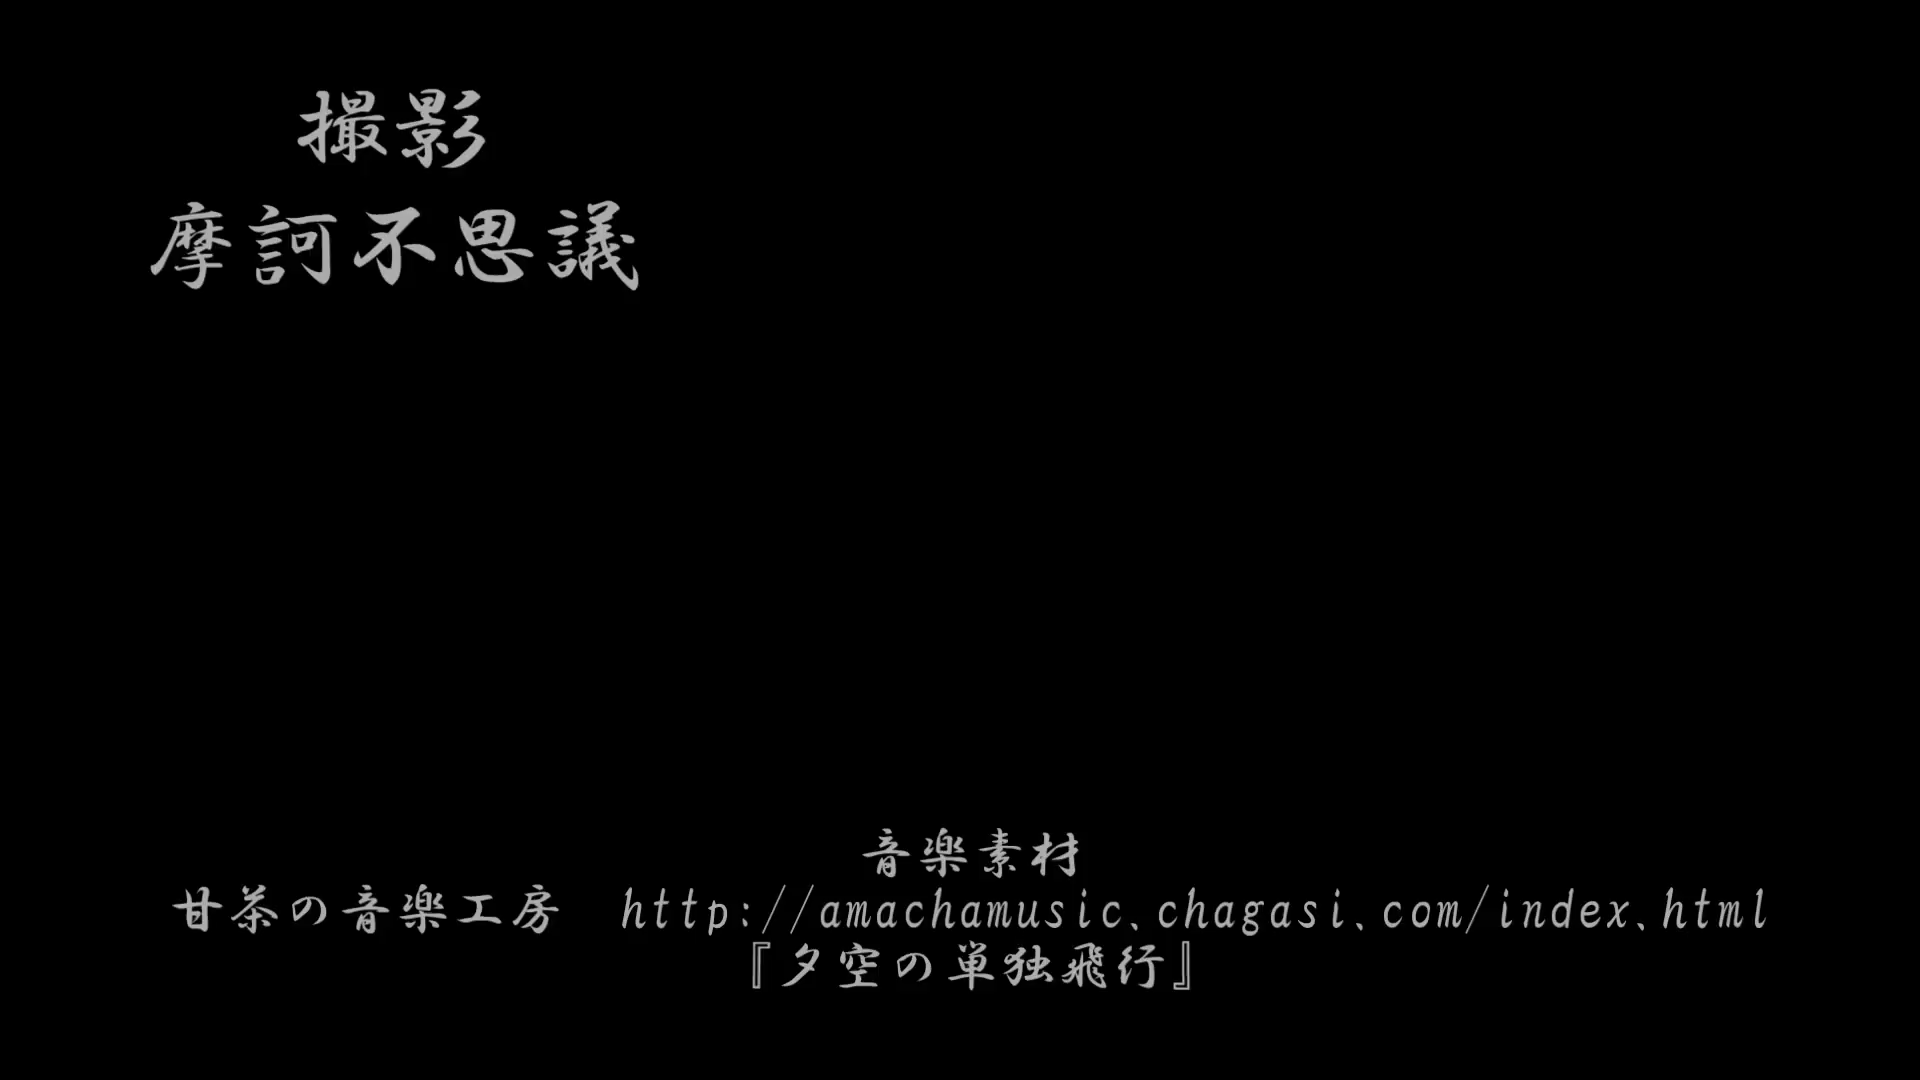 撮影
摩訶不思議
音楽素材
甘茶の音楽工房　http://amachamusic.chagasi.com/index.html
『夕空の単独飛行』